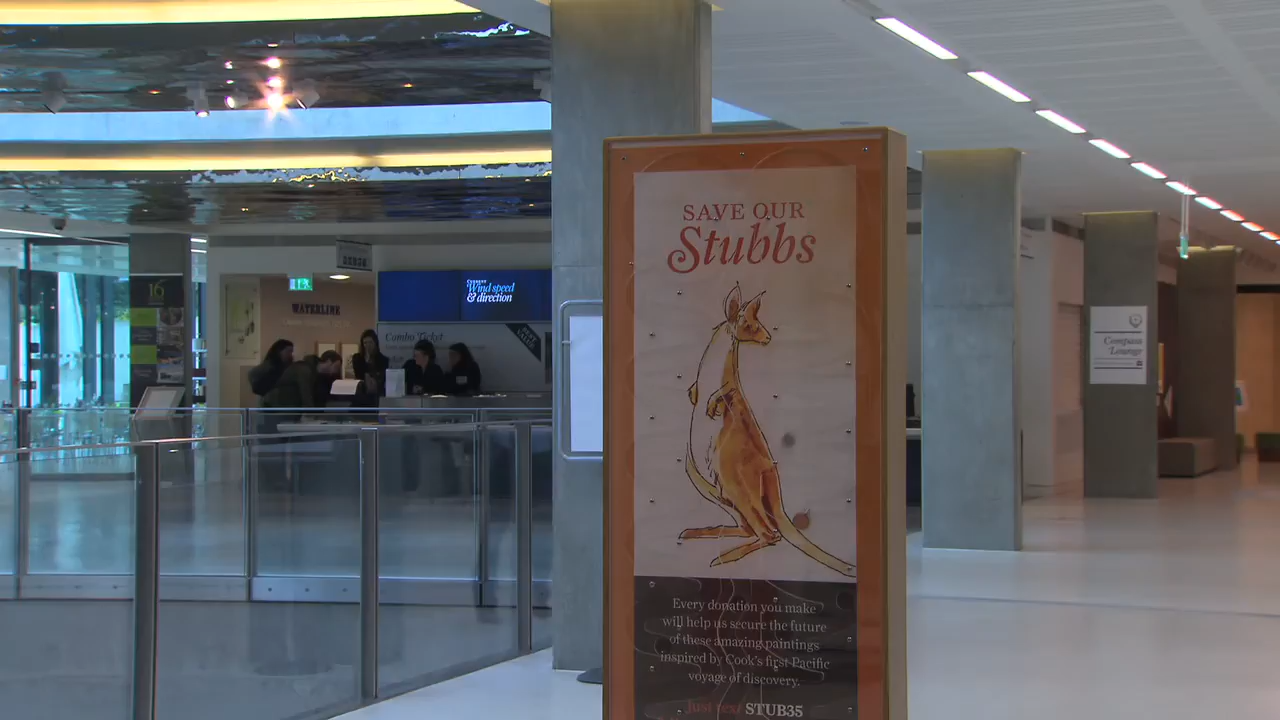 SAVE OUR
Stubbs
Every donation you make
will help us secure the future
of these amazing paintings
inspired by Cook's first Pacific
voyage of discovery.
Just text STUB35
Wind speed
& direction
Combo Ticket
WATERLINE
16
Compass
Lounge